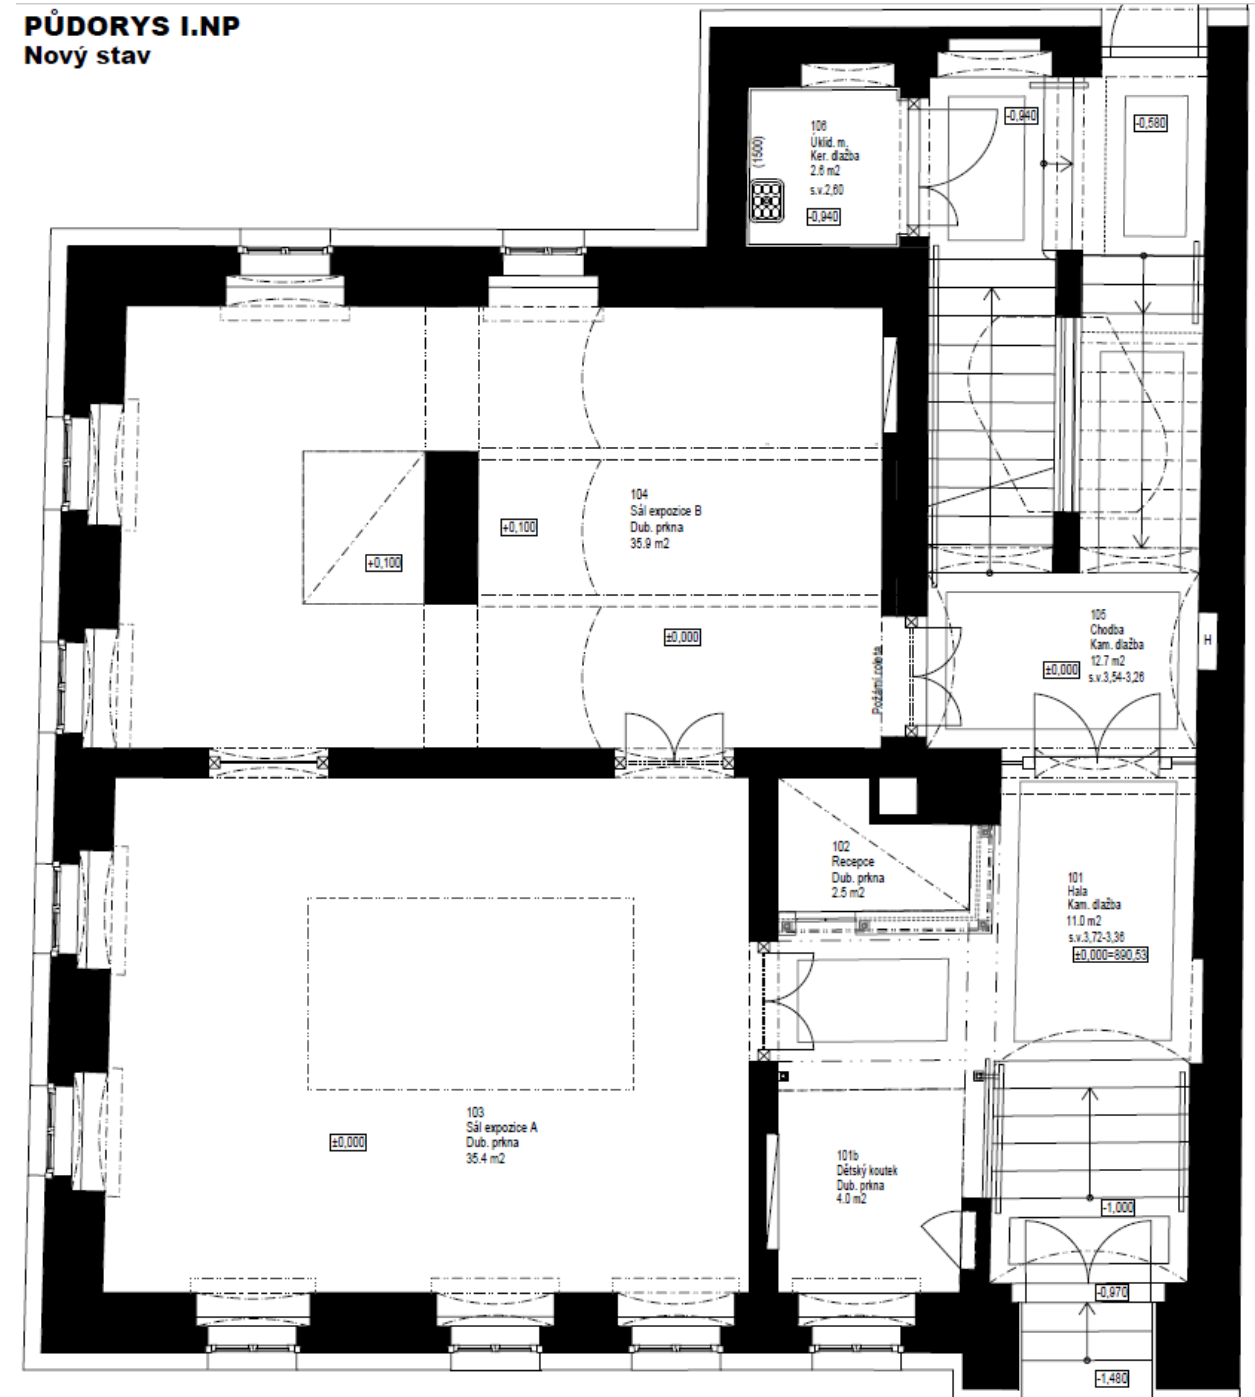 PŮDORYS I.NP
Nový stav
106
Úklid. m.
Ker. dlažba
2.6 m2
s.v.2,60
-0,940
(1500)
-0,940
-0,580
104
Sál expozice B
Dub. prkna
35.9 m2
+0,100
+0,100
±0,000
Požární roleta
105
Chodba
Kam. dlažba
12.7 m2
s.v.3,54-3,26
±0,000
H
102
Recepce
Dub. prkna
2.5 m2
101
Hala
Kam. dlažba
11.0 m2
s.v.3,72-3,36
±0,000=890,53
103
Sál expozice A
Dub. prkna
35.4 m2
±0,000
101b
Dětský koutek
Dub. prkna
4.0 m2
-1,000
-0,970
-1,480